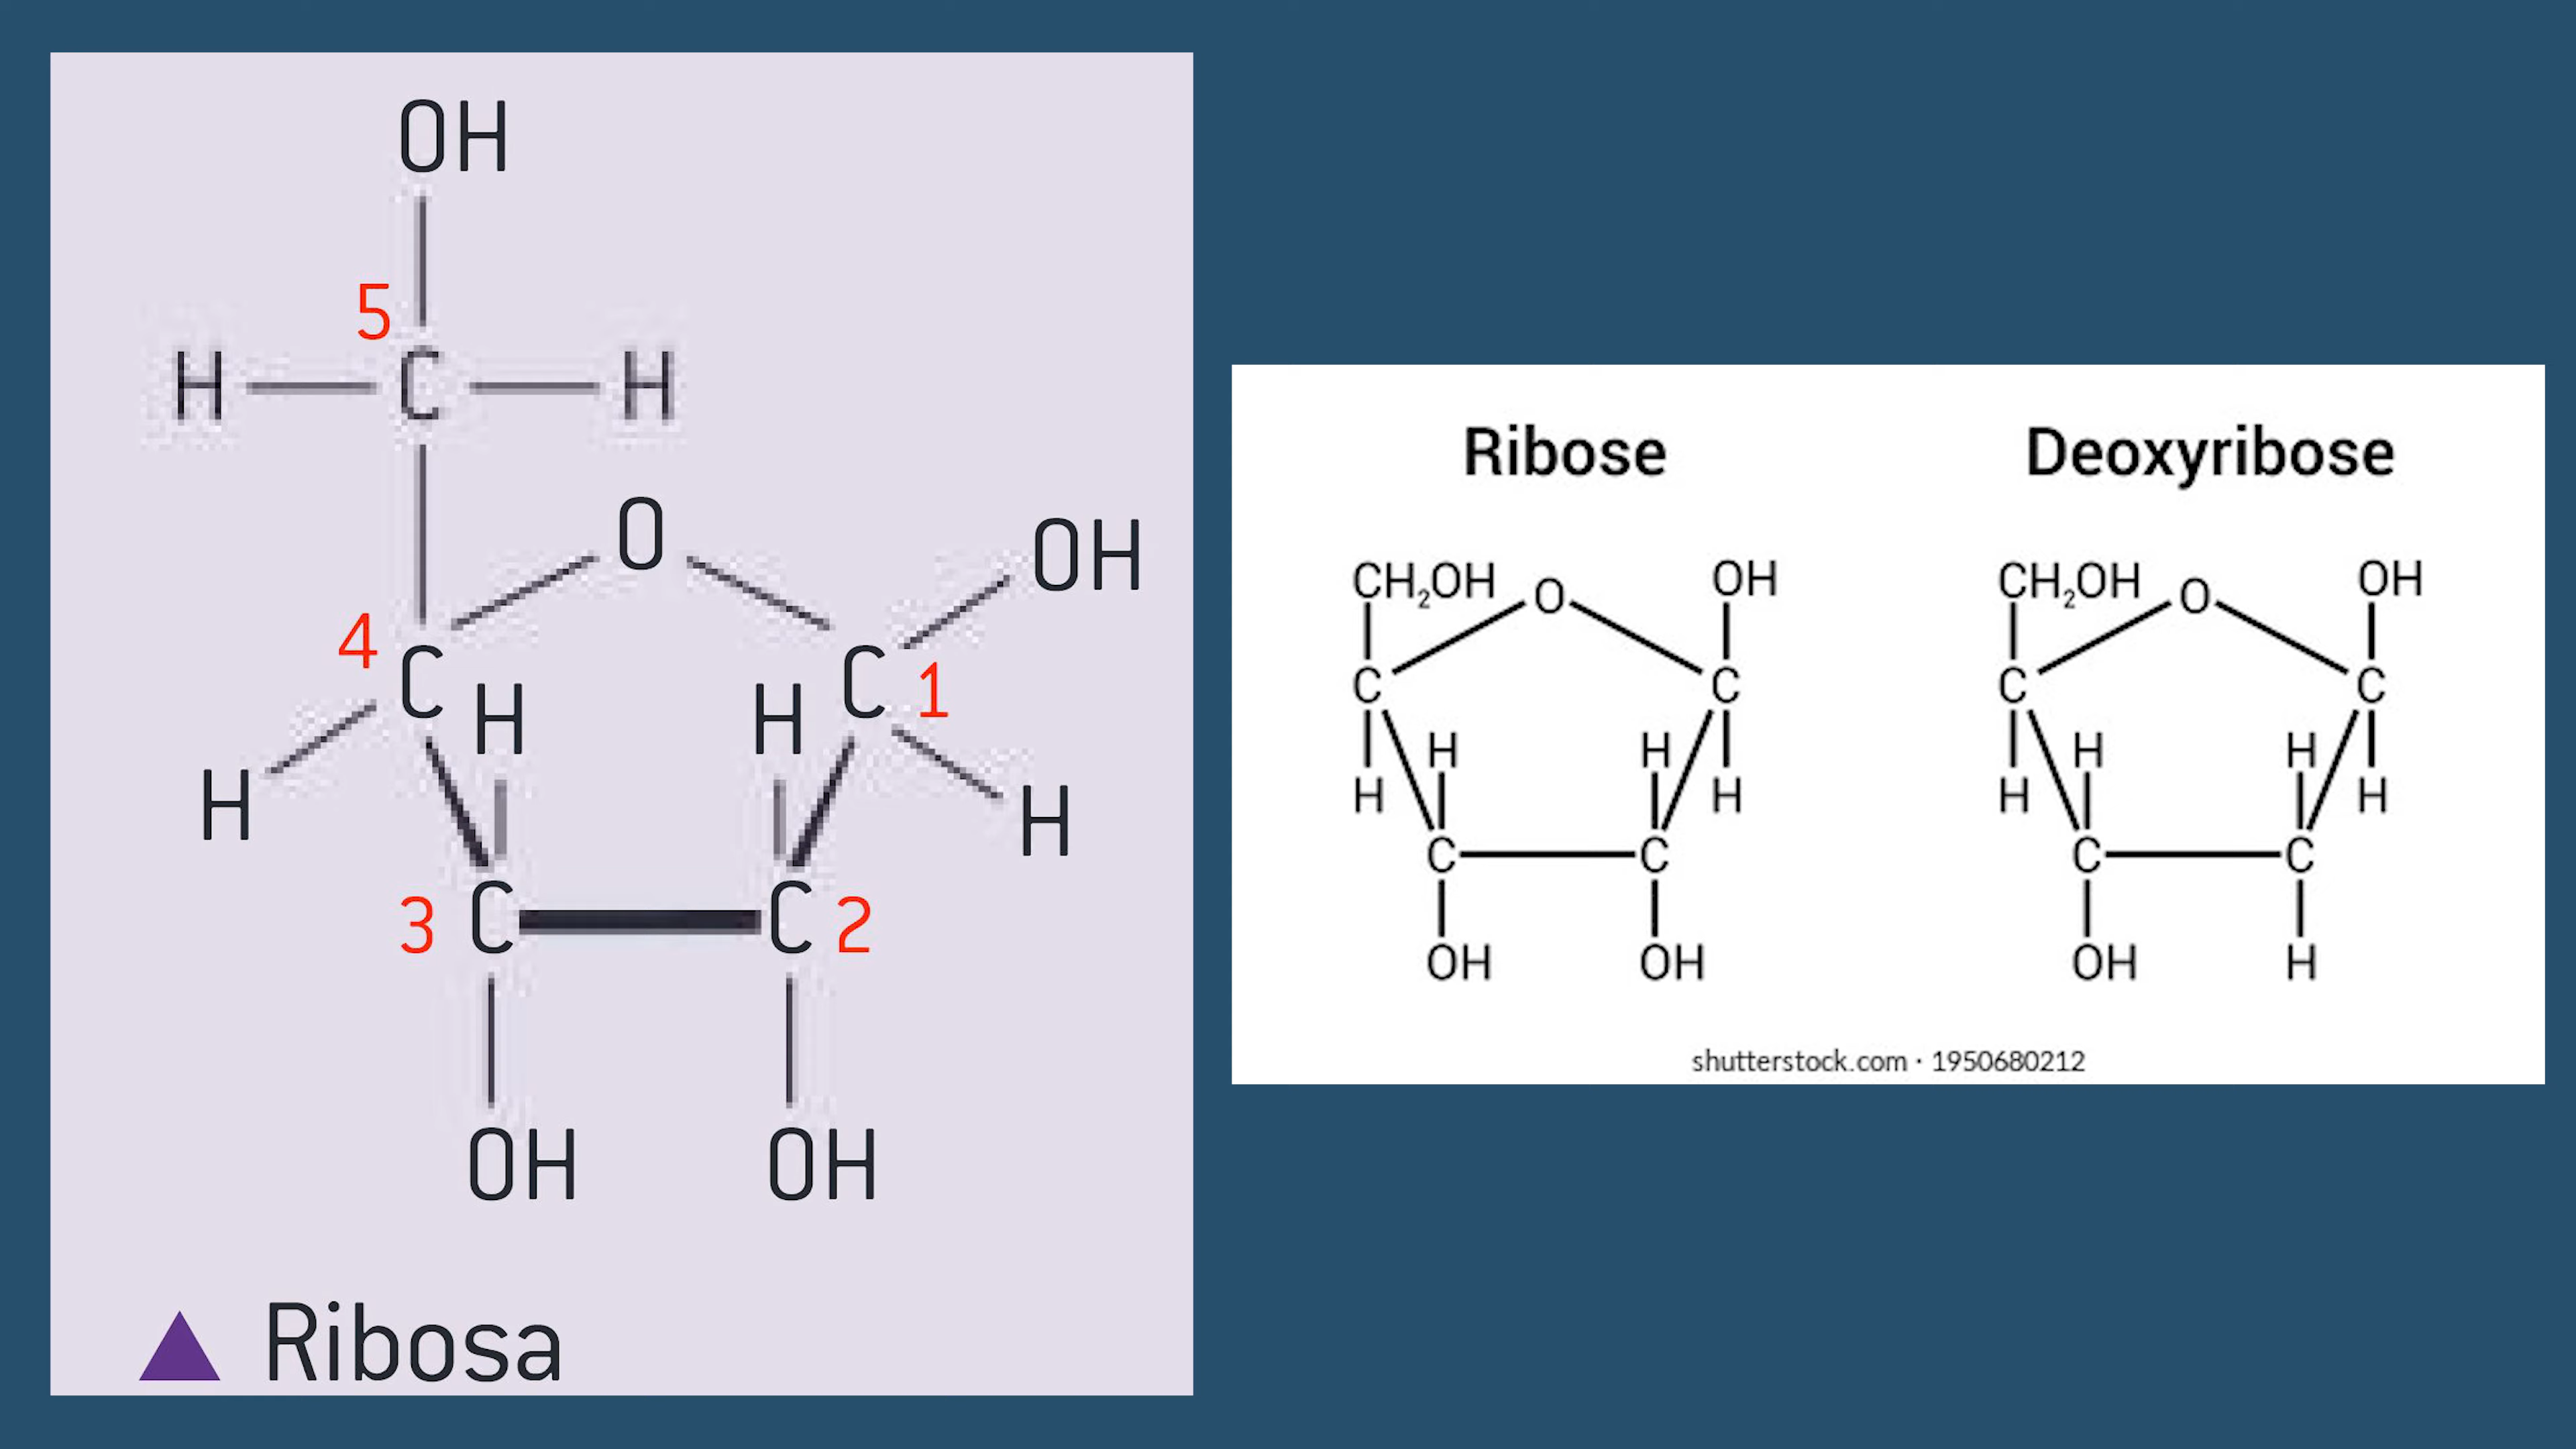 OH
5
H C H
O
OH
4
C H H C 1
H H
3 C C 2
OH OH
Ribosa
Ribose Deoxyribose
CH₂OH O OH CH₂OH O OH
C C C C
H H H H
H H H H
C C C C
OH OH OH H
shutterstock.com · 1950680212